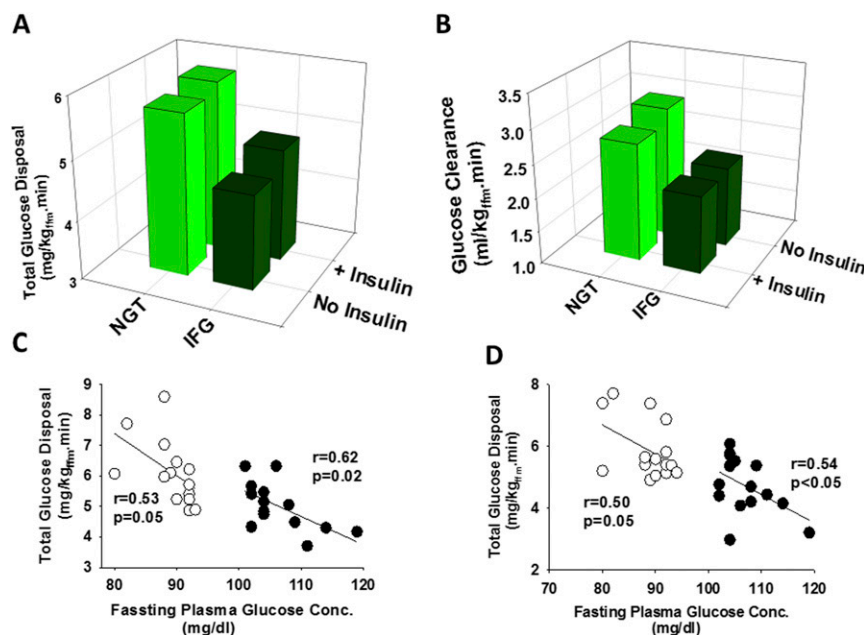 A
Total Glucose Disposal
(mg/kgffm.min)
6
5
4
3
NGT
IFG
+ Insulin
No Insulin
B
Glucose Clearance
(ml/kgffm.min)
3.5
3.0
2.5
2.0
1.5
1.0
NGT
IFG
No Insulin
+ Insulin
C
Total Glucose Disposal
(mg/kgffm.min)
9
8
7
6
5
4
3
r=0.53
p=0.05
r=0.62
p=0.02
80 90 100 110 120
Fassting Plasma Glucose Conc.
(mg/dl)
D
Total Glucose Disposal
(mg/kgffm.min)
8
6
4
2
r=0.50
p=0.05
r=0.54
p<0.05
70 80 90 100 110 120
Fasting Plasma Glucose Conc.
(mg/dl)